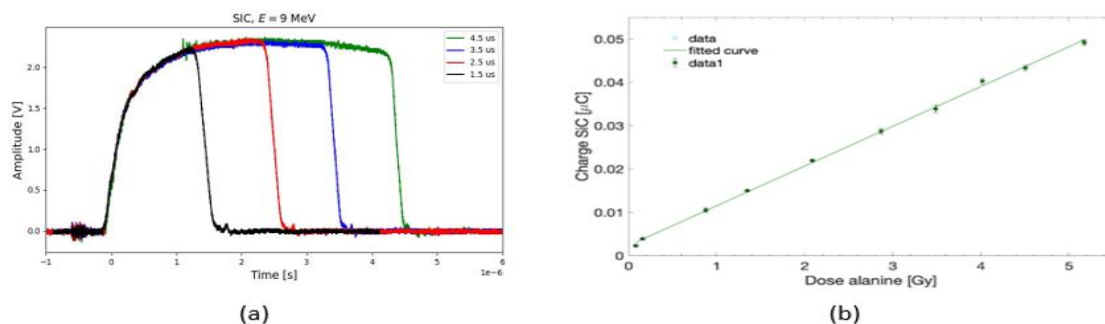 SIC, E = 9 MeV
4.5 us
3.5 us
2.5 us
1.5 us
Amplitude [V]
2.0
1.5
1.0
0.5
0.0
-1 0 1 2 3 4 5 6
Time [s]
1e-6
(a)
data
fitted curve
data1
Charge SiC [μC]
0.05
0.04
0.03
0.02
0.01
0
0 1 2 3 4 5
Dose alanine [Gy]
(b)